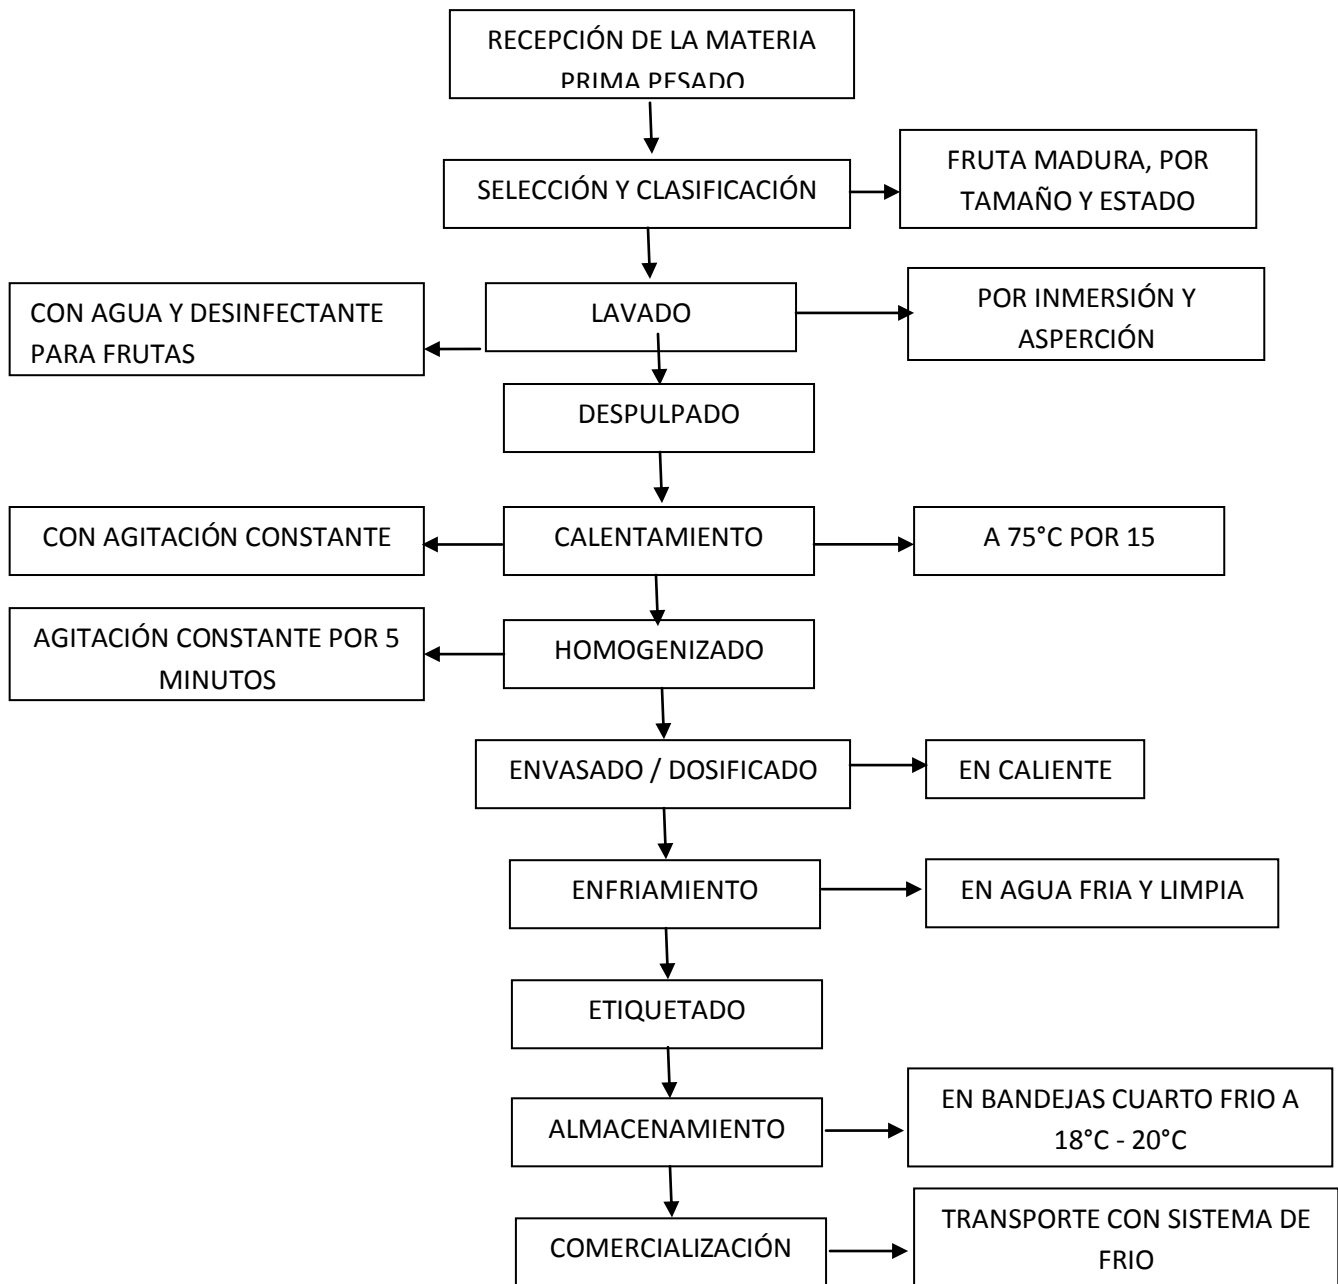 RECEPCIÓN DE LA MATERIA
PRIMA PESADO
SELECCIÓN Y CLASIFICACIÓN
FRUTA MADURA, POR
TAMAÑO Y ESTADO
CON AGUA Y DESINFECTANTE
PARA FRUTAS
LAVADO
POR INMERSIÓN Y
ASPERCIÓN
DESPULPADO
CON AGITACIÓN CONSTANTE
CALENTAMIENTO
A 75°C POR 15
AGITACIÓN CONSTANTE POR 5
MINUTOS
HOMOGENIZADO
ENVASADO / DOSIFICADO
EN CALIENTE
ENFRIAMIENTO
EN AGUA FRIA Y LIMPIA
ETIQUETADO
ALMACENAMIENTO
EN BANDEJAS CUARTO FRIO A
18°C - 20°C
COMERCIALIZACIÓN
TRANSPORTE CON SISTEMA DE
FRIO